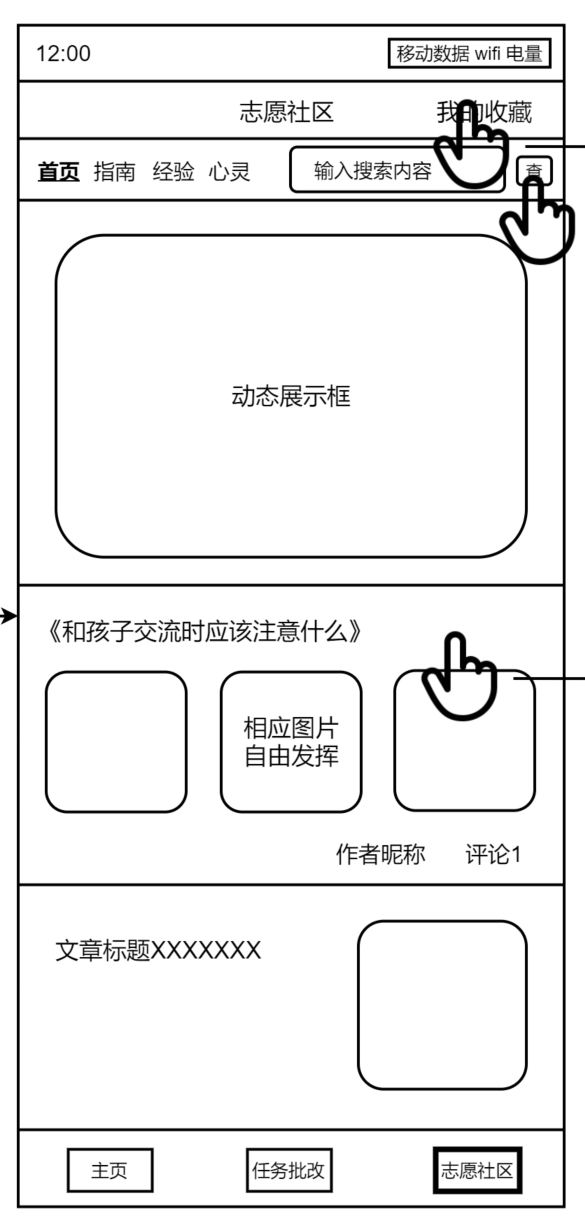 12:00 移动数据 wifi 电量
志愿社区 我的收藏
首页 指南 经验 心灵 输入搜索内容 查
动态展示框
《和孩子交流时应该注意什么》
相应图片
自由发挥
作者昵称 评论1
文章标题XXXXXXX
主页 任务批改 志愿社区